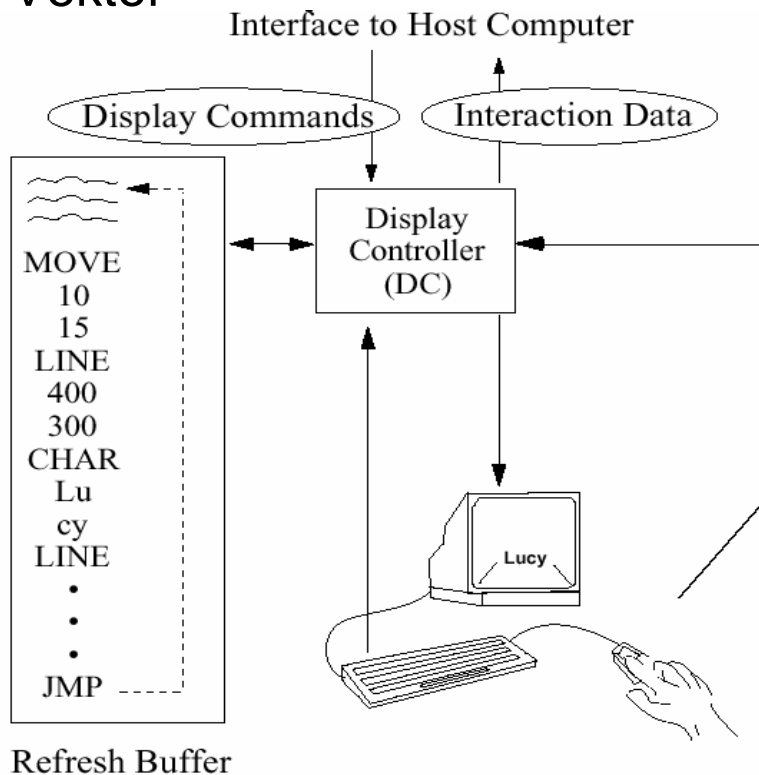 Vektor
Interface to Host Computer
Display Commands
Interaction Data
Display
Controller
(DC)
MOVE
10
15
LINE
400
300
CHAR
Lu
cy
LINE
JMP
Lucy
Refresh Buffer